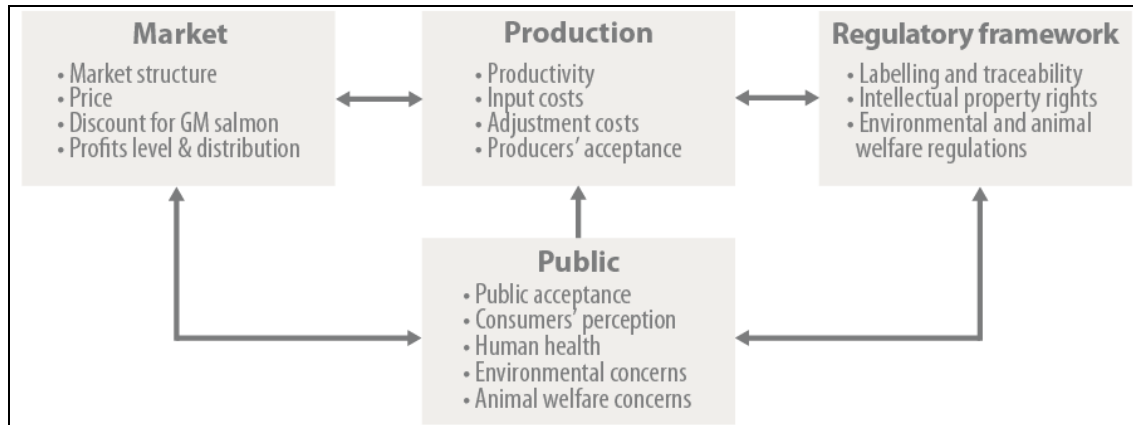 Market
• Market structure
• Price
• Discount for GM salmon
• Profits level & distribution
Production
• Productivity
• Input costs
• Adjustment costs
• Producers’ acceptance
Regulatory framework
• Labelling and traceability
• Intellectual property rights
• Environmental and animal
welfare regulations
Public
• Public acceptance
• Consumers’ perception
• Human health
• Environmental concerns
• Animal welfare concerns